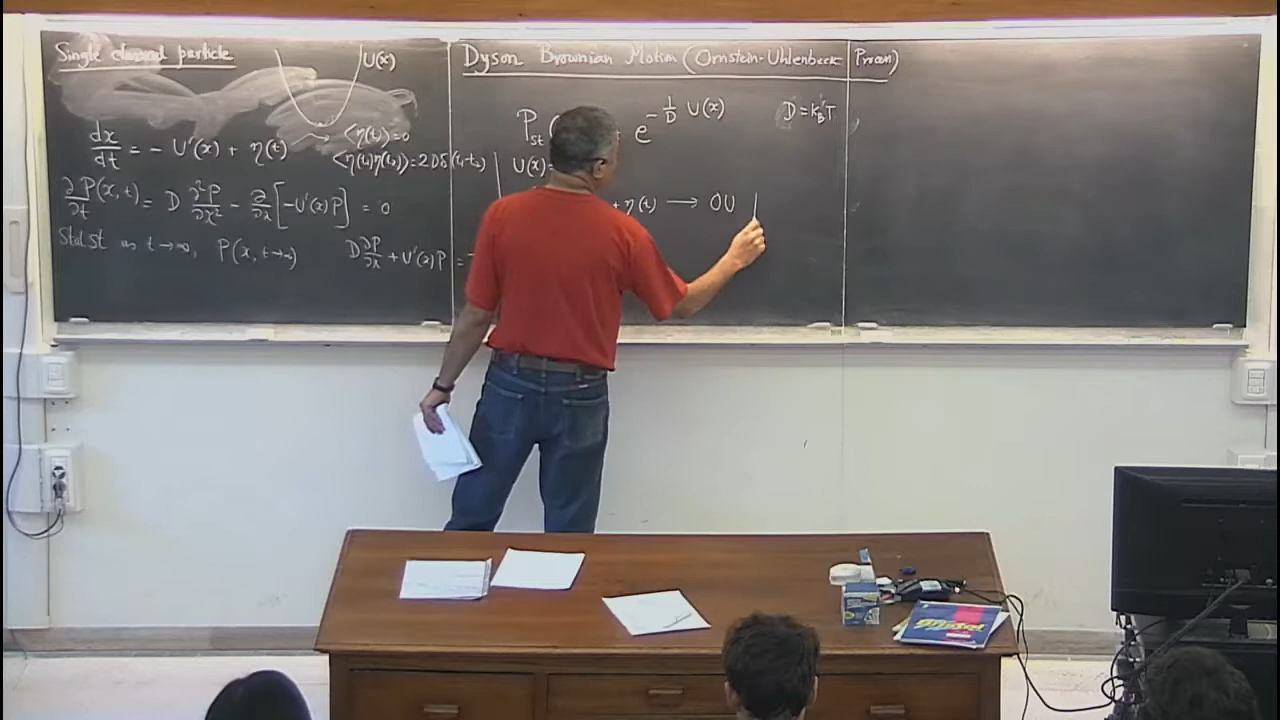 Single classical particle
U(x)
dx/dt = - U'(x) + η(t)
⟨η(t)⟩=0
⟨η(t₁)η(t₂)⟩=2Dδ(t₁-t₂)
∂P(x,t)/∂t = D ∂²P/∂x² - ∂/∂x [-U'(x)P] = 0
Stat St as t→∞, P(x, t→∞)
D ∂P/∂x + U'(x)P =
Dyson Brownian Motion (Ornstein-Uhlenbeck Process)
P_st ( e^{-1/D U(x)}
D = k_B T
U(x)=
+ η(t) → OU